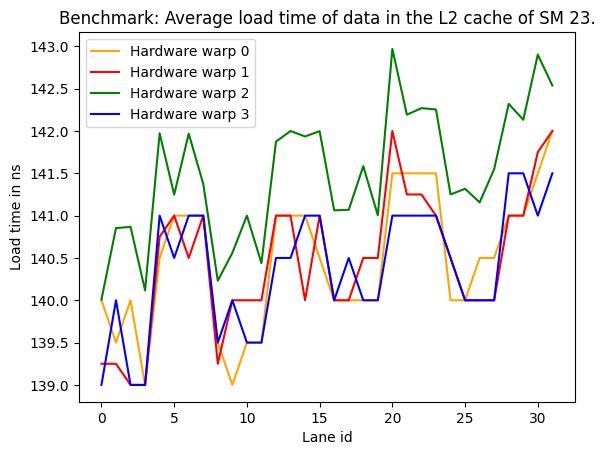 Benchmark: Average load time of data in the L2 cache of SM 23.
Hardware warp 0
Hardware warp 1
Hardware warp 2
Hardware warp 3
Load time in ns
143.0
142.5
142.0
141.5
141.0
140.5
140.0
139.5
139.0
0 5 10 15 20 25 30
Lane id